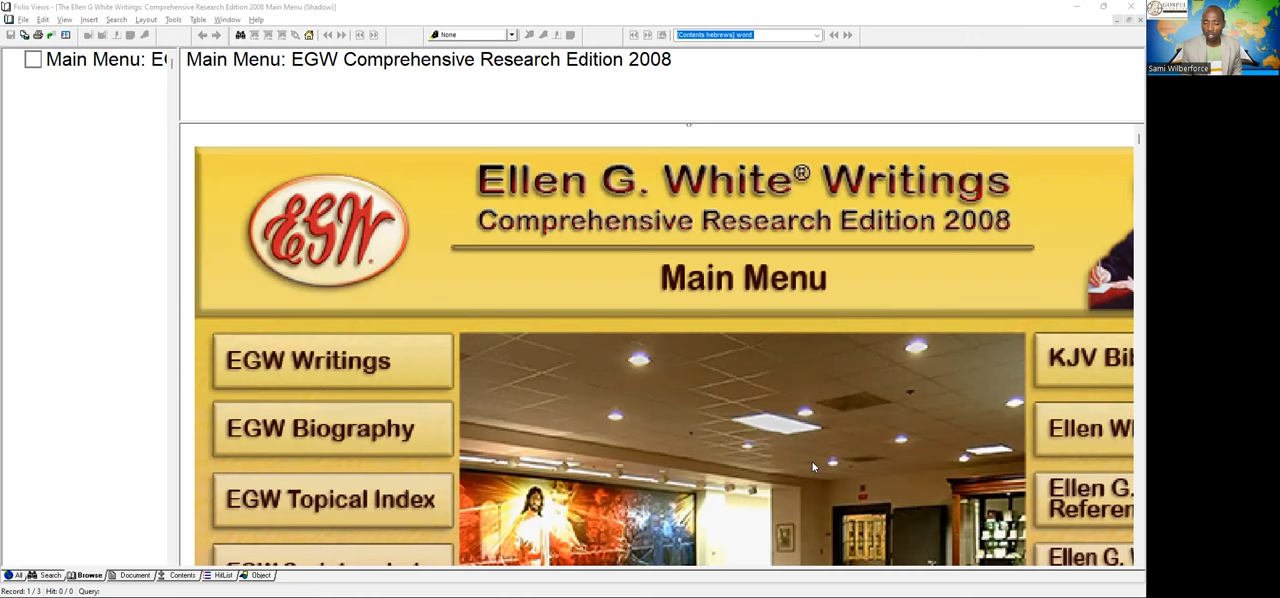 Folio Views - [The Ellen G White Writings: Comprehensive Research Edition 2008 Main Menu (Shadow)]
File Edit View Insert Search Layout Tools Table Window Help
None
[Contents hebrews] word
Main Menu: E
Main Menu: EGW Comprehensive Research Edition 2008
EGW
Ellen G. White® Writings
Comprehensive Research Edition 2008
Main Menu
EGW Writings
EGW Biography
EGW Topical Index
KJV Bi
Ellen W
Ellen G.
Referen
Ellen G.
All Search Browse Document Contents HitList Object
Record: 1 / 3 Hit: 0 / 0 Query:
GOSPEL
Sami Wilberforce